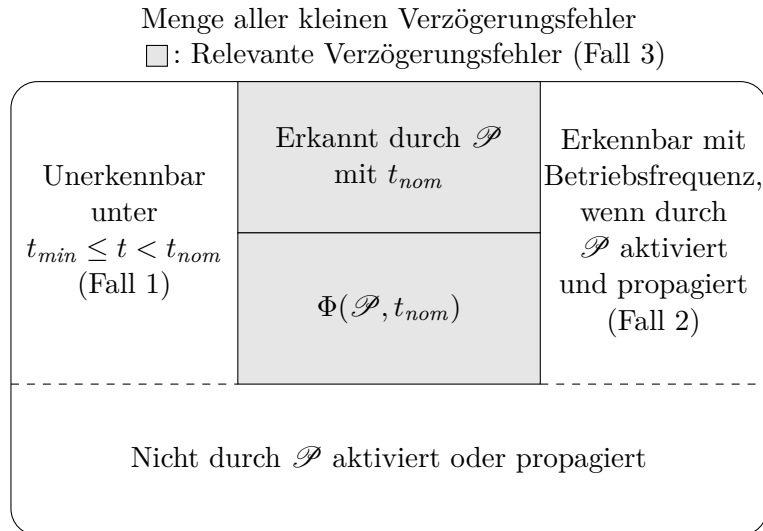 Menge aller kleinen Verzögerungsfehler
□: Relevante Verzögerungsfehler (Fall 3)
Unerkennbar
unter
t_min ≤ t < t_nom
(Fall 1)
Erkannt durch 𝒫
mit t_nom
Φ(𝒫, t_nom)
Erkennbar mit
Betriebsfrequenz,
wenn durch
𝒫 aktiviert
und propagiert
(Fall 2)
Nicht durch 𝒫 aktiviert oder propagiert